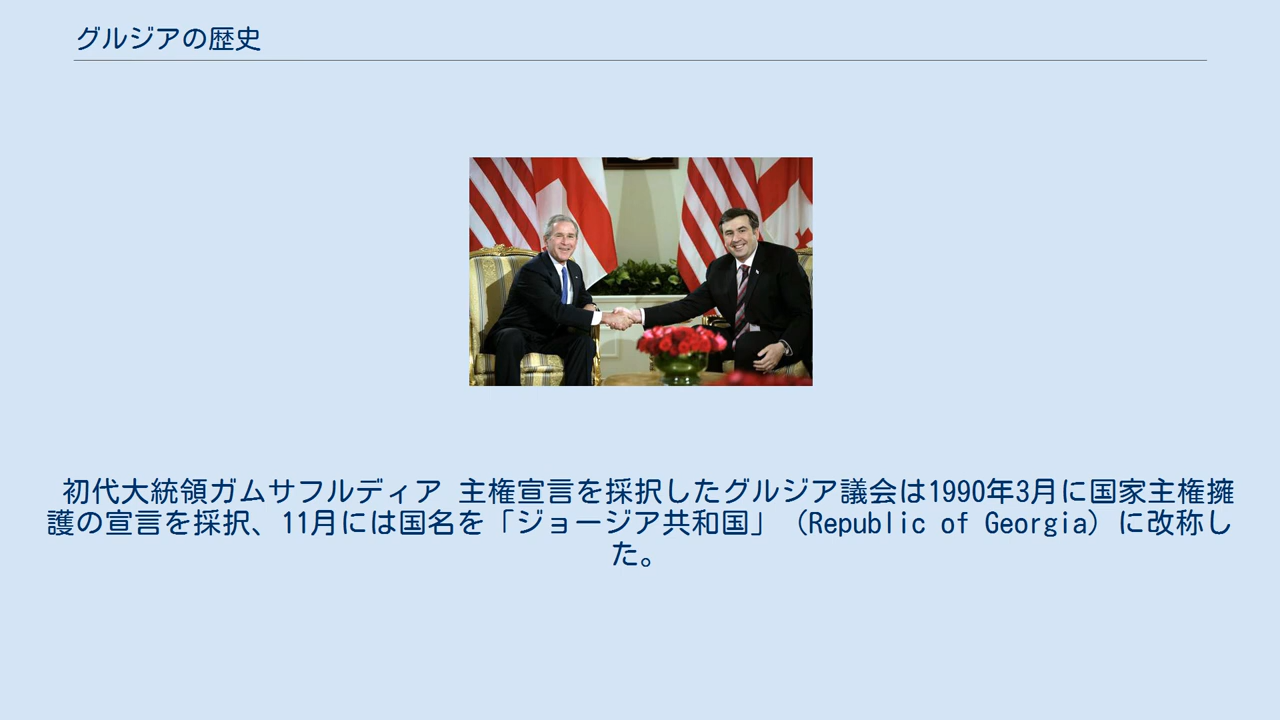 グルジアの歴史
初代大統領ガムサフルディア 主権宣言を採択したグルジア議会は1990年3月に国家主権擁
護の宣言を採択、11月には国名を「ジョージア共和国」（Republic of Georgia）に改称し
た。